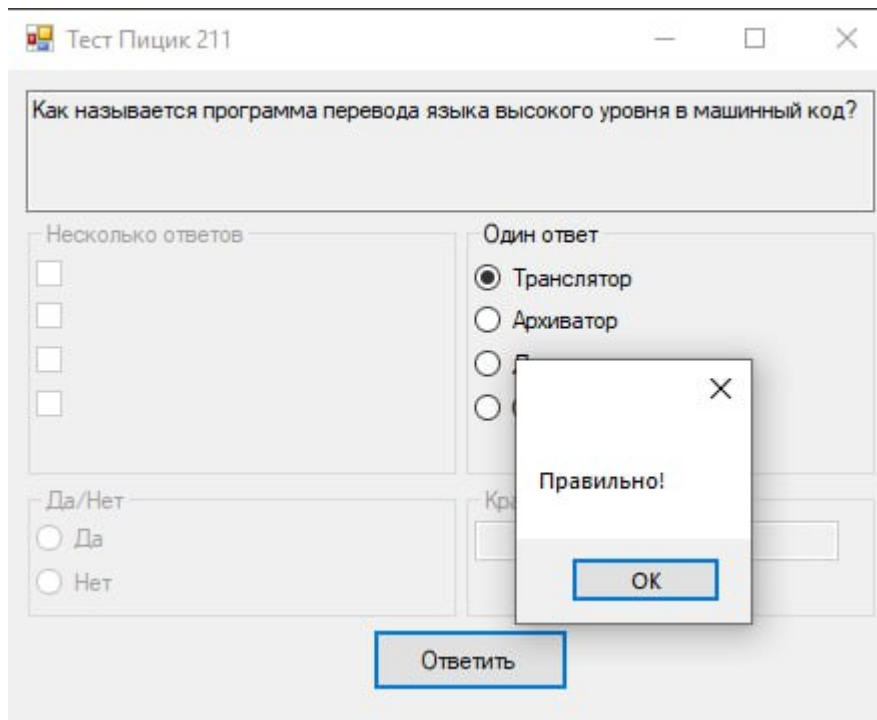 Тест Пицик 211
Как называется программа перевода языка высокого уровня в машинный код?
Несколько ответов
Один ответ
Транслятор
Архиватор
Правильно!
OK
Да/Нет
Да
Нет
Ответить